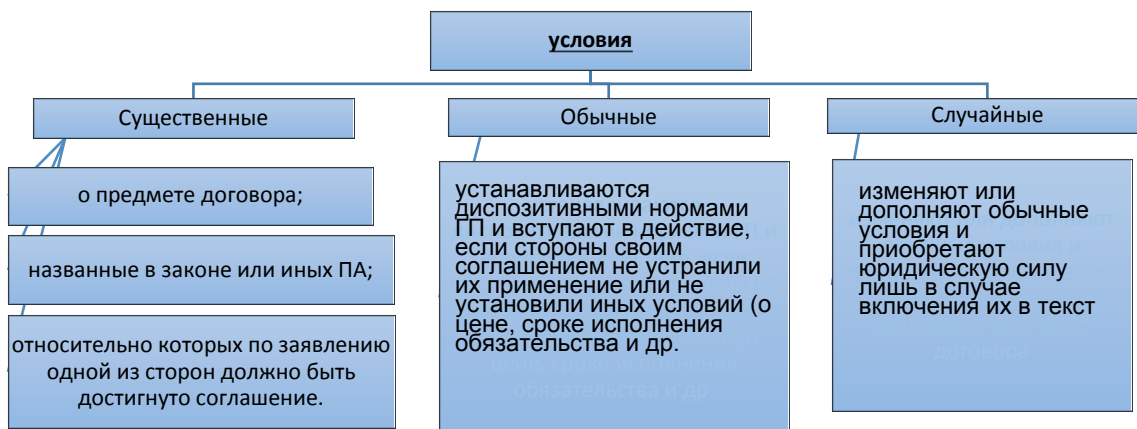 условия
Существенные
о предмете договора;
названные в законе или иных ПА;
относительно которых по заявлению
одной из сторон должно быть
достигнуто соглашение.
Обычные
устанавливаются
диспозитивными нормами
ГП и вступают в действие,
если стороны своим
соглашением не устранили
их применение или не
установили иных условий (о
цене, сроке исполнения
обязательства и др.
Случайные
изменяют или
дополняют обычные
условия и
приобретают
юридическую силу
лишь в случае
включения их в текст
договора